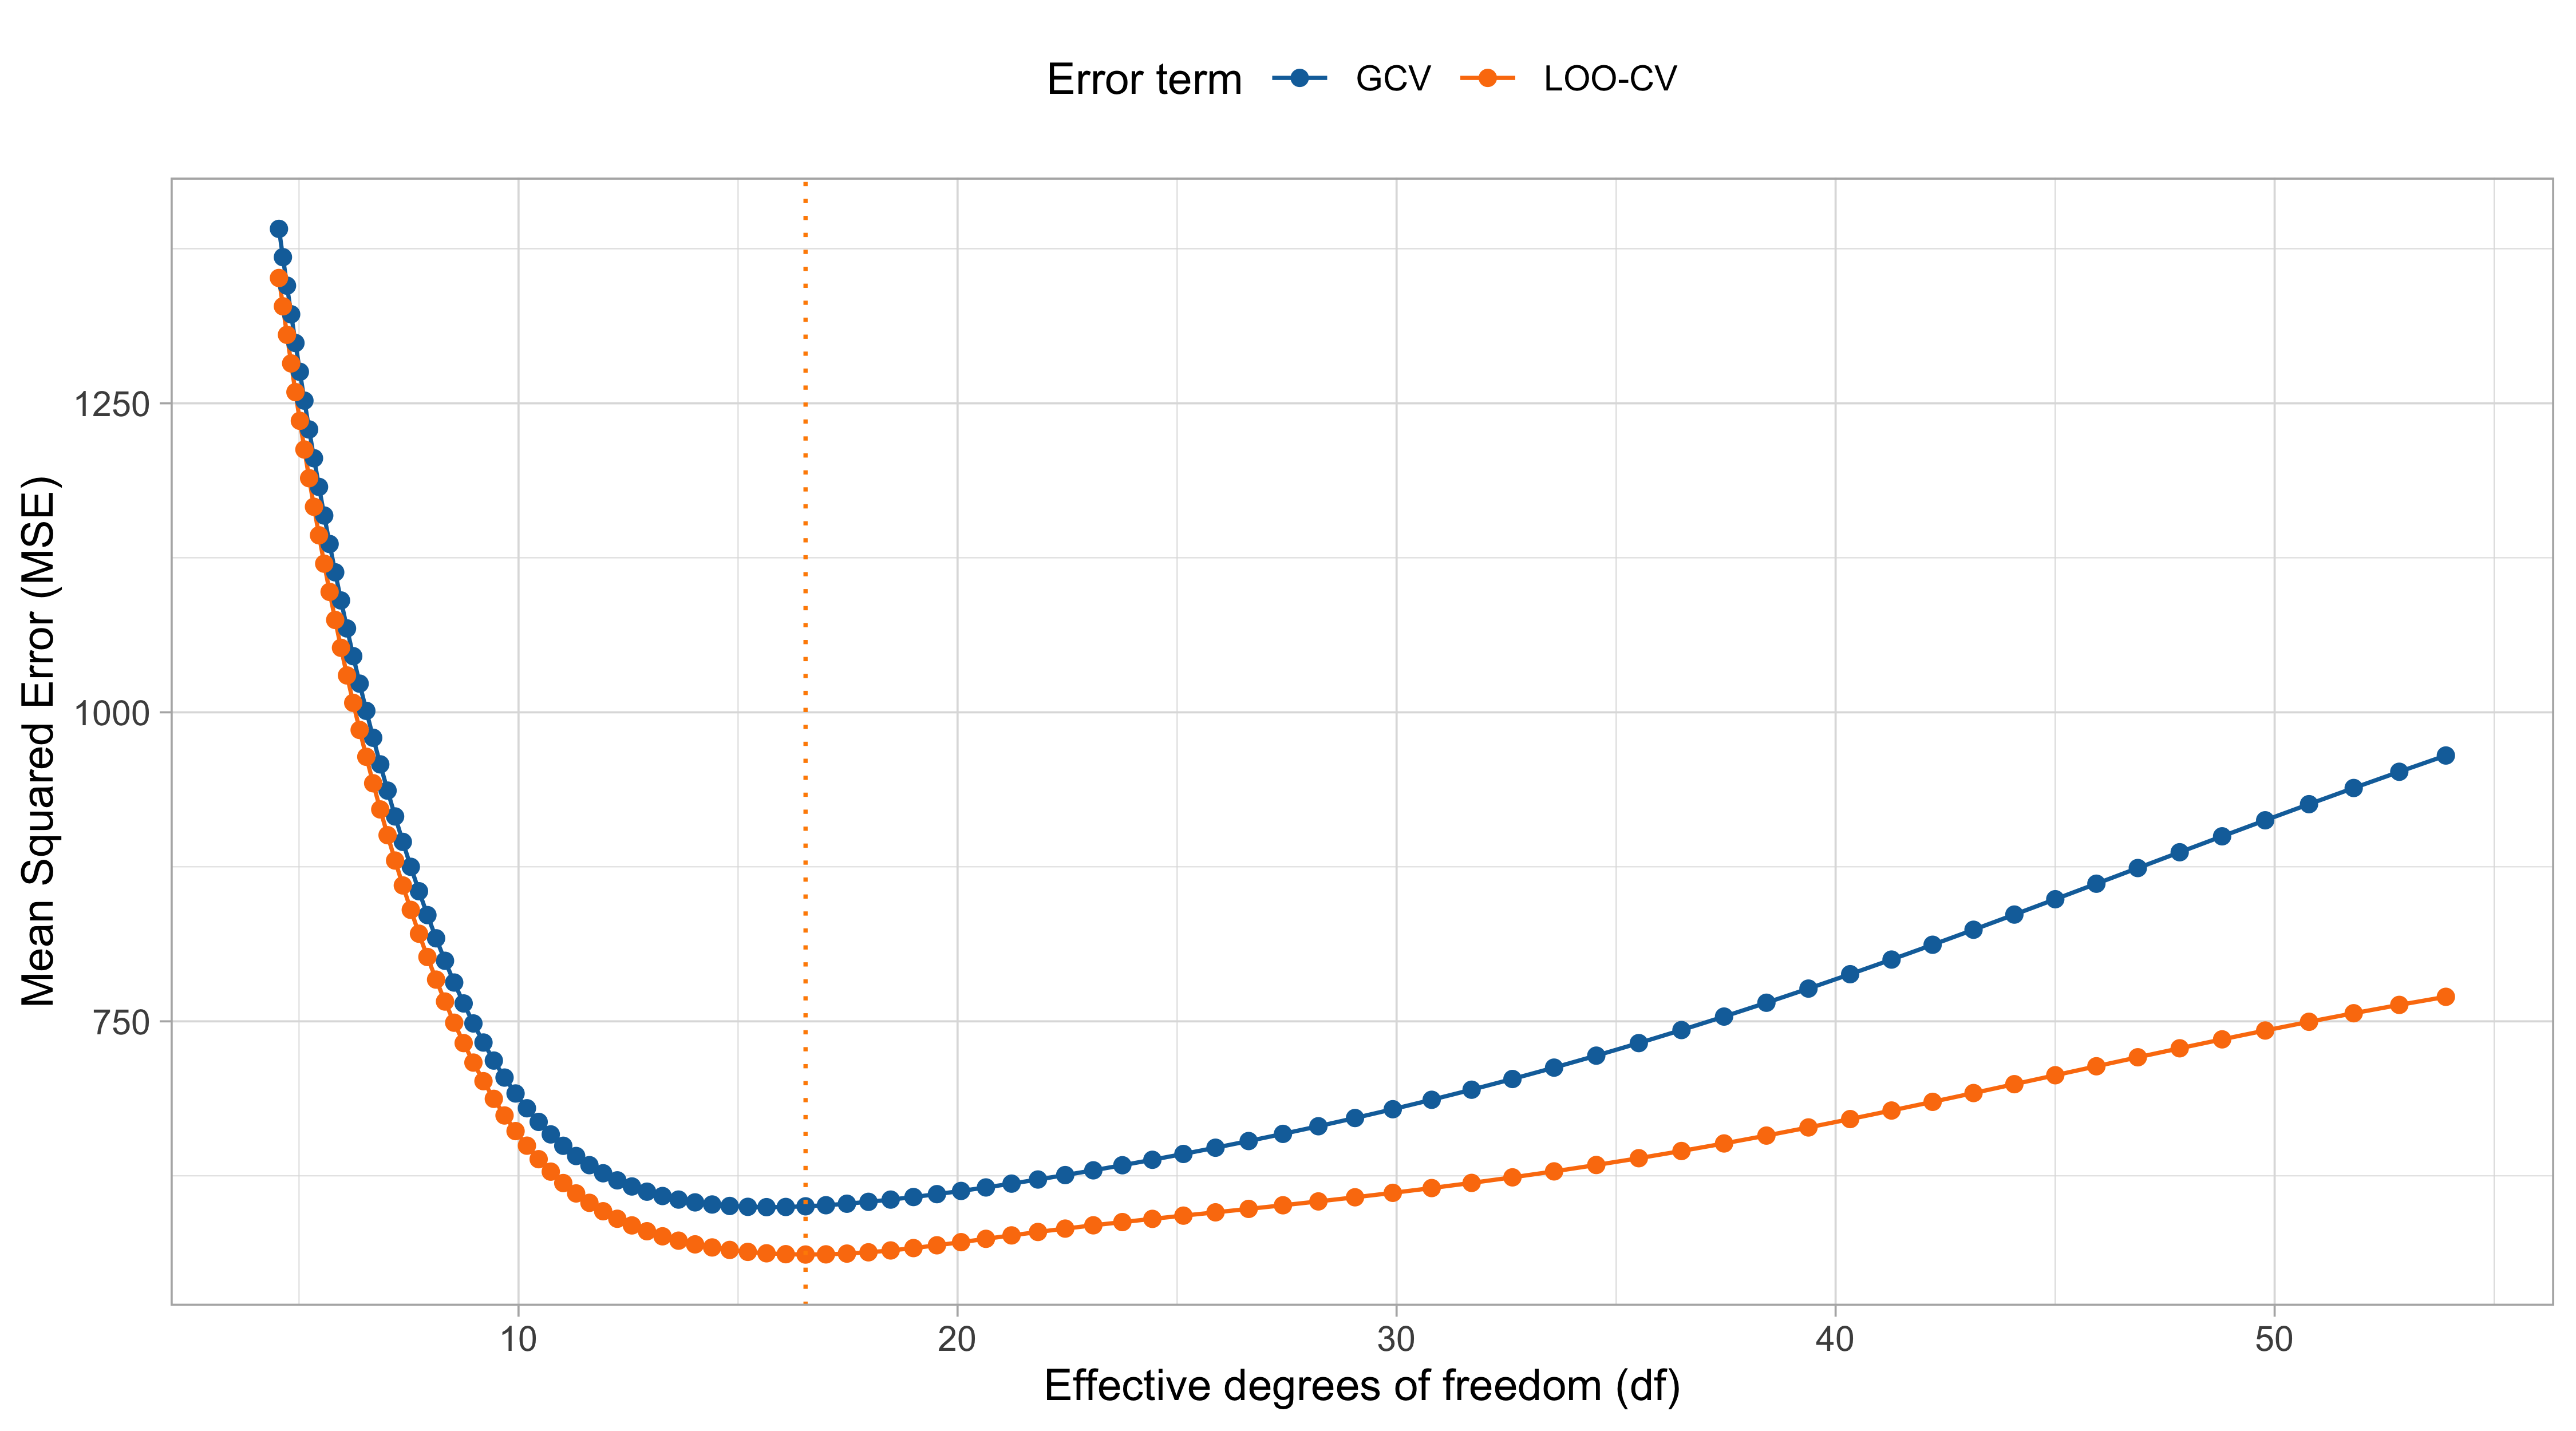 Error term GCV LOO-CV
Mean Squared Error (MSE)
1250
1000
750
10 20 30 40 50
Effective degrees of freedom (df)